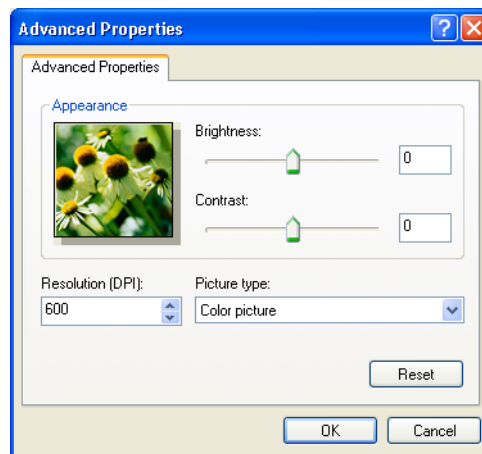 Advanced Properties
Advanced Properties
Appearance
Brightness:
0
Contrast:
0
Resolution (DPI): Picture type:
600 Color picture
Reset
OK Cancel